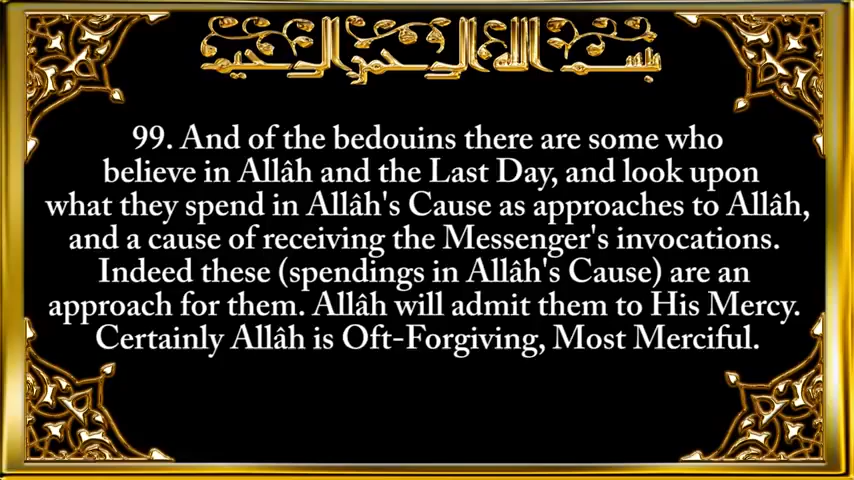 بسم الله الرحمن الرحيم
99. And of the bedouins there are some who
believe in Allâh and the Last Day, and look upon
what they spend in Allâh's Cause as approaches to Allâh,
and a cause of receiving the Messenger's invocations.
Indeed these (spendings in Allâh's Cause) are an
approach for them. Allâh will admit them to His Mercy.
Certainly Allâh is Oft-Forgiving, Most Merciful.